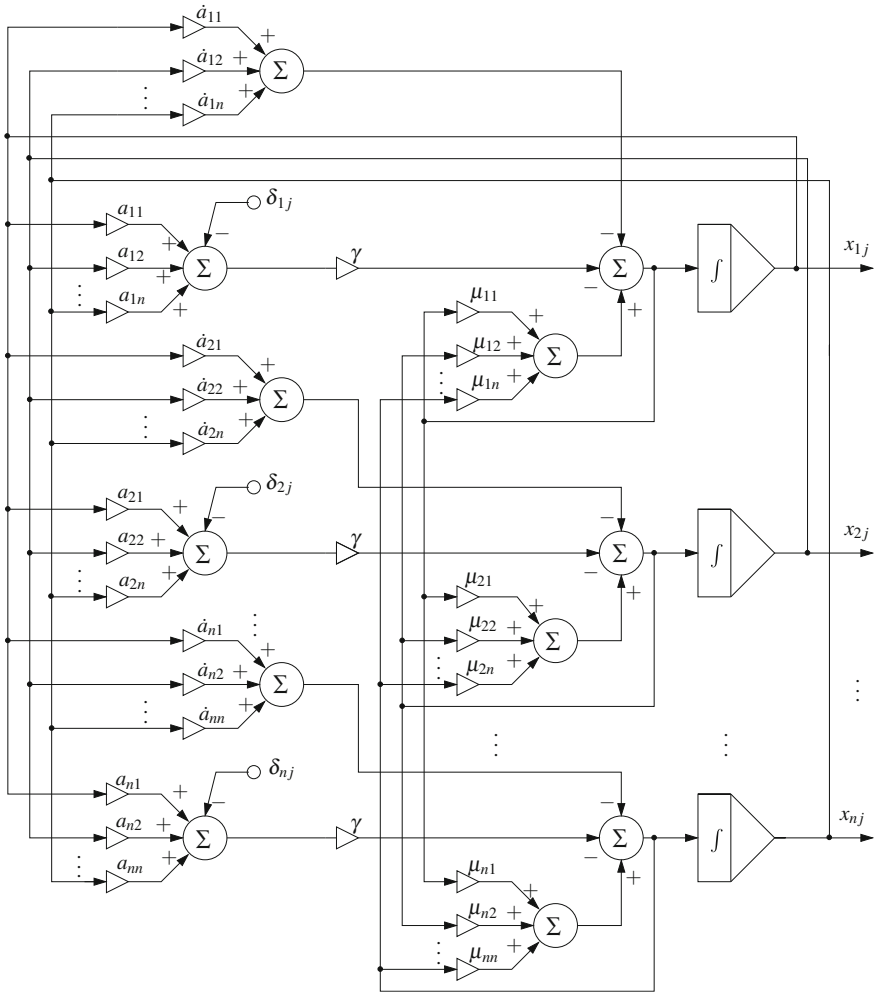 ȧ₁₁
ȧ₁₂
Σ
ȧ₁ₙ
a₁₁
δ₁ⱼ
a₁₂
Σ
γ
Σ
∫
x₁ⱼ
a₁ₙ
μ₁₁
μ₁₂
Σ
μ₁ₙ
ȧ₂₁
ȧ₂₂
Σ
ȧ₂ₙ
a₂₁
δ₂ⱼ
a₂₂
Σ
γ
Σ
∫
x₂ⱼ
a₂ₙ
μ₂₁
μ₂₂
Σ
μ₂ₙ
ȧₙ₁
ȧₙ₂
Σ
ȧₙₙ
aₙ₁
δₙⱼ
aₙ₂
Σ
γ
Σ
∫
xₙⱼ
aₙₙ
μₙ₁
μₙ₂
Σ
μₙₙ